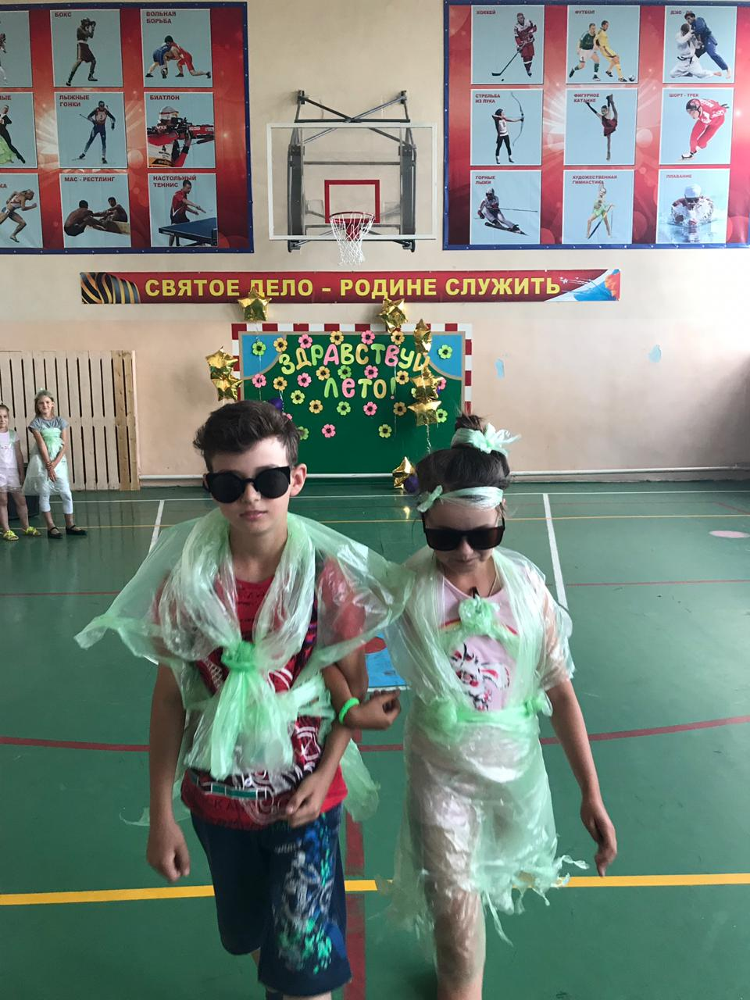 БОКС
ВОЛЬНАЯ
БОРЬБА
ЛЫЖНЫЕ
ГОНКИ
БИАТЛОН
МАС - РЕСТЛИНГ
НАСТОЛЬНЫЙ
ТЕННИС
ХОККЕЙ
ФУТБОЛ
СТРЕЛЬБА
ИЗ ЛУКА
ФИГУРНОЕ
КАТАНИЕ
ШОРТ - ТРЕК
ГОРНЫЕ
ЛЫЖИ
ХУДОЖЕСТВЕННАЯ
ГИМНАСТИКА
ПЛАВАНИЕ
СВЯТОЕ ДЕЛО - РОДИНЕ СЛУЖИТЬ
ЗДРАВСТВУЙ
ЛЕТО!